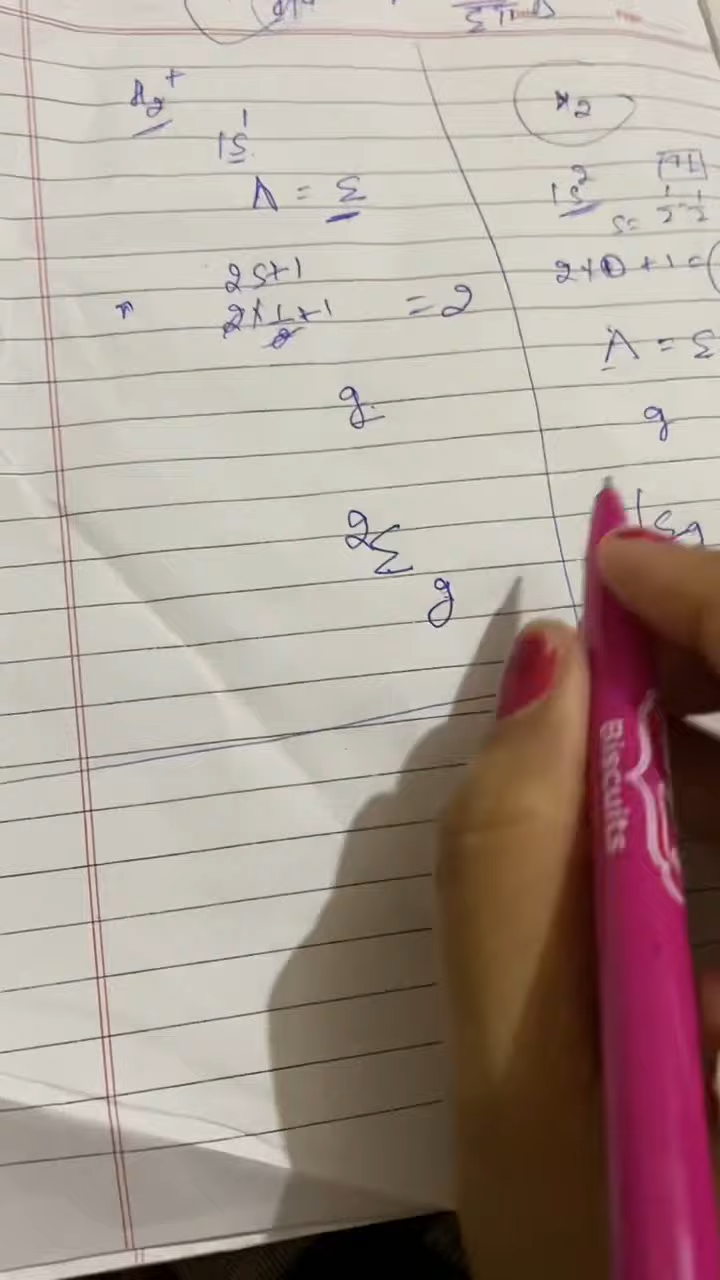 H₂⁺
1s¹
Λ = Σ
2s+1
2×1/2+1 = 2
g
²Σg
H₂
1s²
s= 1/2-1/2
2×0+1=
Λ = Σ
g
¹Σg
Biscuits